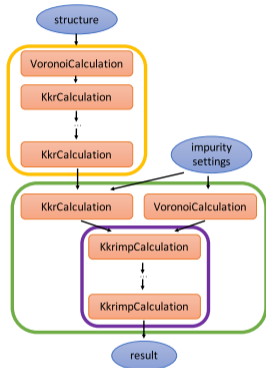 structure
VoronoiCalculation
KkrCalculation
...
KkrCalculation
impurity
settings
KkrCalculation
VoronoiCalculation
KkrimpCalculation
...
KkrimpCalculation
result